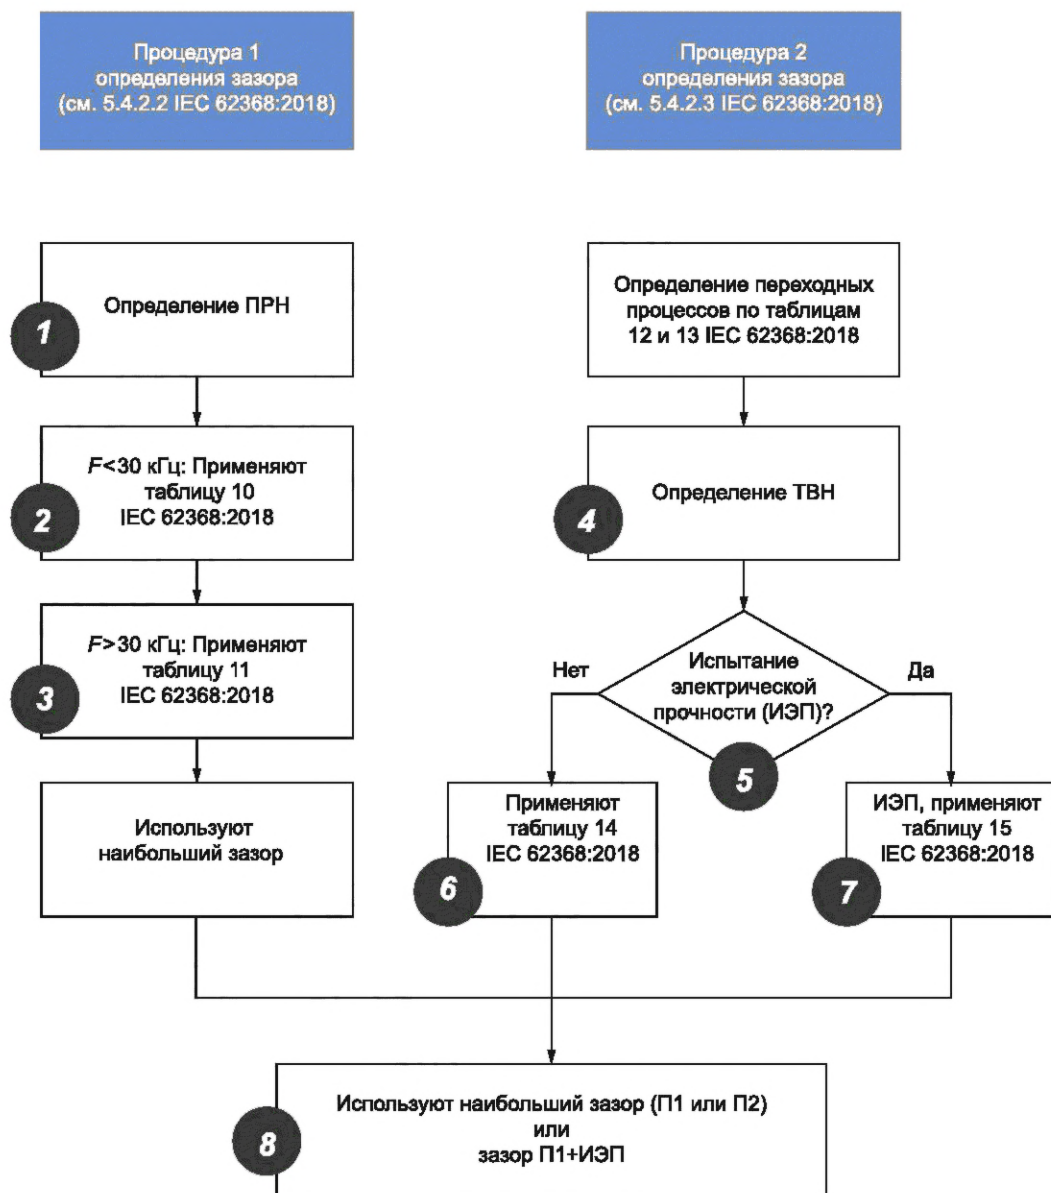 Процедура 1
определения зазора
(см. 5.4.2.2 IEC 62368:2018)
Процедура 2
определения зазора
(см. 5.4.2.3 IEC 62368:2018)
Определение ПРН
1
F<30 кГц: Применяют
таблицу 10
IEC 62368:2018
2
F>30 кГц: Применяют
таблицу 11
IEC 62368:2018
3
Используют
наибольший зазор
Определение переходных
процессов по таблицам
12 и 13 IEC 62368:2018
Определение ТВН
4
Нет
Испытание
электрической
прочности (ИЭП)?
Да
5
Применяют
таблицу 14
IEC 62368:2018
6
ИЭП, применяют
таблицу 15
IEC 62368:2018
7
Используют наибольший зазор (П1 или П2)
или
зазор П1+ИЭП
8